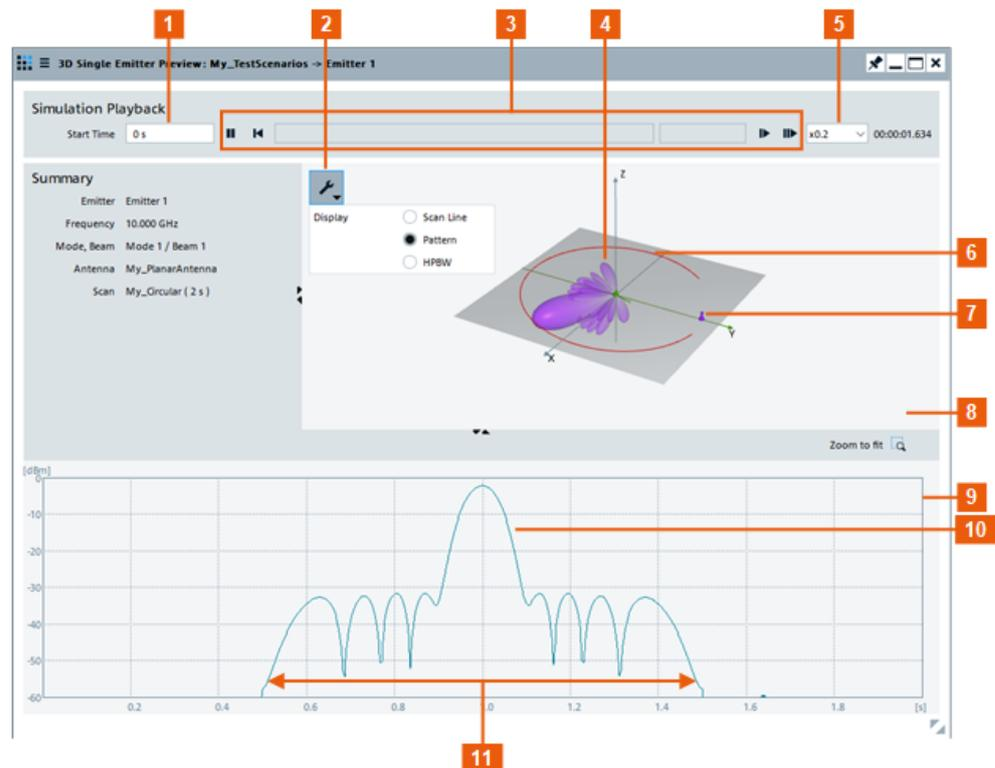 1 2 3 4 5
3D Single Emitter Preview: My_TestScenarios -> Emitter 1
Simulation Playback
Start Time 0 s x0.2 00:00:01.634
Summary
Emitter Emitter 1
Frequency 10.000 GHz
Mode, Beam Mode 1 / Beam 1
Antenna My_PlanarAntenna
Scan My_Circular ( 2 s )
Display Scan Line
Pattern
HPBW
Z
X
Y
6
7
8
Zoom to fit
[dBm]
0
-10
-20
-30
-40
-50
-60
9
10
0.2 0.4 0.6 0.8 1.0 1.2 1.4 1.6 1.8 [s]
11